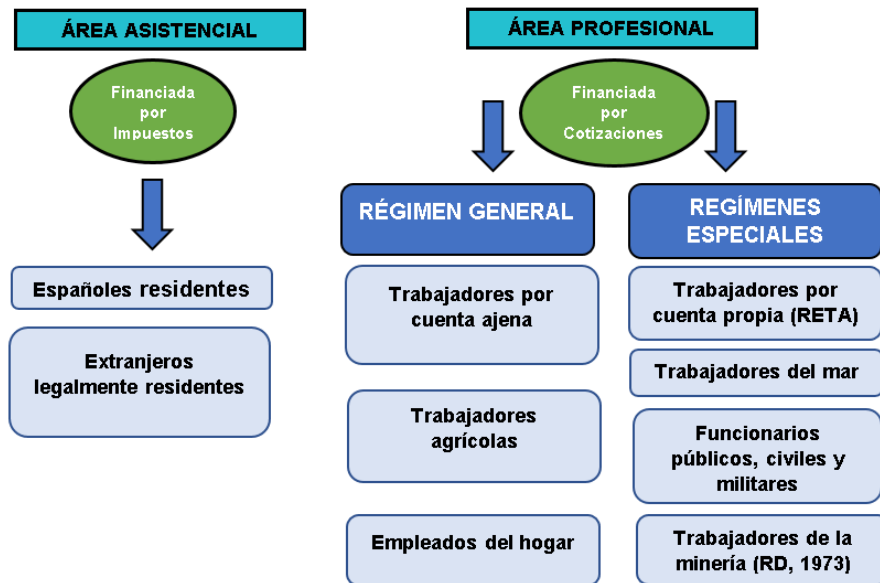 ÁREA ASISTENCIAL
Financiada
por
Impuestos
Españoles residentes
Extranjeros
legalmente residentes
ÁREA PROFESIONAL
Financiada
por
Cotizaciones
RÉGIMEN GENERAL
Trabajadores por
cuenta ajena
Trabajadores
agrícolas
Empleados del hogar
REGÍMENES
ESPECIALES
Trabajadores por
cuenta propia (RETA)
Trabajadores del mar
Funcionarios
públicos, civiles y
militares
Trabajadores de la
minería (RD, 1973)